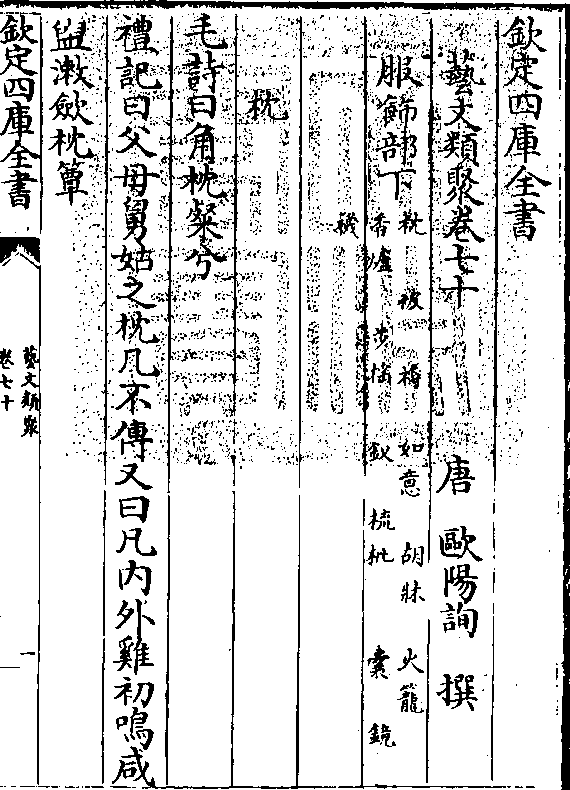 欽定四庫全書
藝文類聚卷七十
唐 歐陽詢 撰
服飾部下
枕 被 褥 如意 胡牀 火籠
香爐 步揺 釵 梳枇 囊 鏡
襪
枕
毛詩曰角枕粲兮
禮記曰父母舅姑之枕凡不傳又曰凡内外雞初鳴咸
盥漱斂枕簟
欽定四庫全書
藝文類聚
卷七十
一